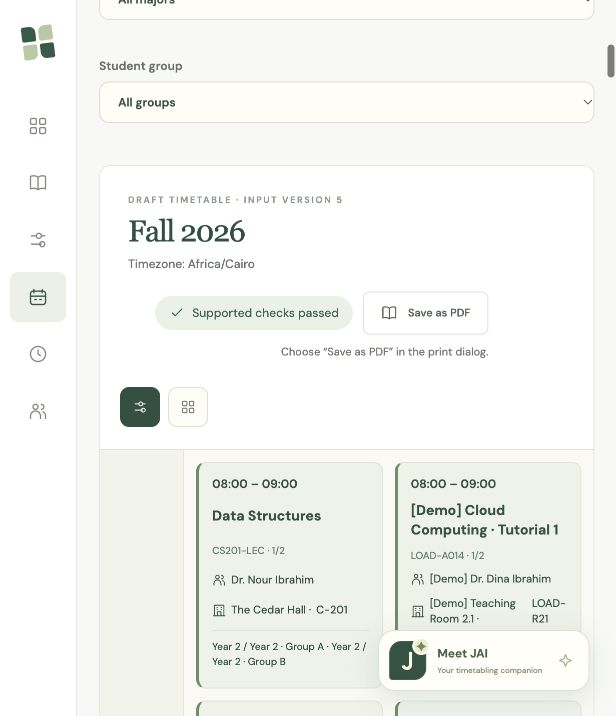 All majors
Student group
All groups
DRAFT TIMETABLE · INPUT VERSION 5
Fall 2026
Timezone: Africa/Cairo
Supported checks passed
Save as PDF
Choose “Save as PDF” in the print dialog.
08:00 – 09:00
Data Structures
CS201-LEC · 1/2
Dr. Nour Ibrahim
The Cedar Hall · C-201
Year 2 / Year 2 · Group A · Year 2 /
Year 2 · Group B
08:00 – 09:00
[Demo] Cloud
Computing · Tutorial 1
LOAD-A014 · 1/2
[Demo] Dr. Dina Ibrahim
[Demo] Teaching LOAD-
Room 2.1 · R21
J
Meet JAI
Your timetabling companion